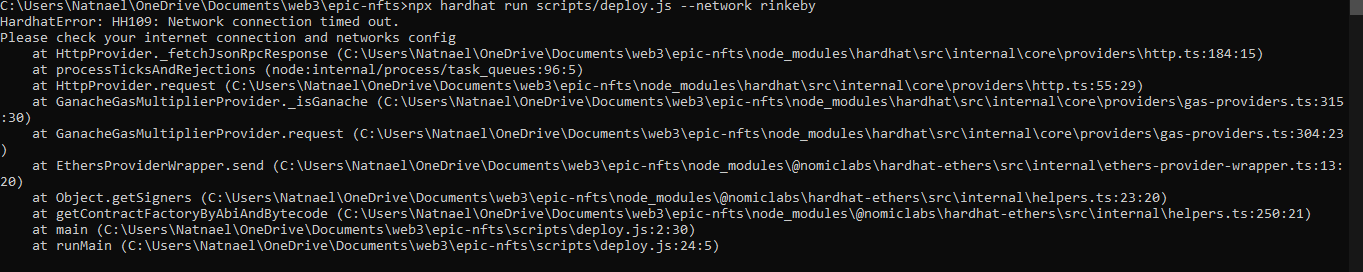 C:\Users\Natnael\OneDrive\Documents\web3\epic-nfts>npx hardhat run scripts/deploy.js --network rinkeby
HardhatError: HH109: Network connection timed out.
Please check your internet connection and networks config
    at HttpProvider._fetchJsonRpcResponse (C:\Users\Natnael\OneDrive\Documents\web3\epic-nfts\node_modules\hardhat\src\internal\core\providers\http.ts:184:15)
    at processTicksAndRejections (node:internal/process/task_queues:96:5)
    at HttpProvider.request (C:\Users\Natnael\OneDrive\Documents\web3\epic-nfts\node_modules\hardhat\src\internal\core\providers\http.ts:55:29)
    at GanacheGasMultiplierProvider._isGanache (C:\Users\Natnael\OneDrive\Documents\web3\epic-nfts\node_modules\hardhat\src\internal\core\providers\gas-providers.ts:315
:30)
    at GanacheGasMultiplierProvider.request (C:\Users\Natnael\OneDrive\Documents\web3\epic-nfts\node_modules\hardhat\src\internal\core\providers\gas-providers.ts:304:23
)
    at EthersProviderWrapper.send (C:\Users\Natnael\OneDrive\Documents\web3\epic-nfts\node_modules\@nomiclabs\hardhat-ethers\src\internal\ethers-provider-wrapper.ts:13:
20)
    at Object.getSigners (C:\Users\Natnael\OneDrive\Documents\web3\epic-nfts\node_modules\@nomiclabs\hardhat-ethers\src\internal\helpers.ts:23:20)
    at getContractFactoryByAbiAndBytecode (C:\Users\Natnael\OneDrive\Documents\web3\epic-nfts\node_modules\@nomiclabs\hardhat-ethers\src\internal\helpers.ts:250:21)
    at main (C:\Users\Natnael\OneDrive\Documents\web3\epic-nfts\scripts\deploy.js:2:30)
    at runMain (C:\Users\Natnael\OneDrive\Documents\web3\epic-nfts\scripts\deploy.js:24:5)